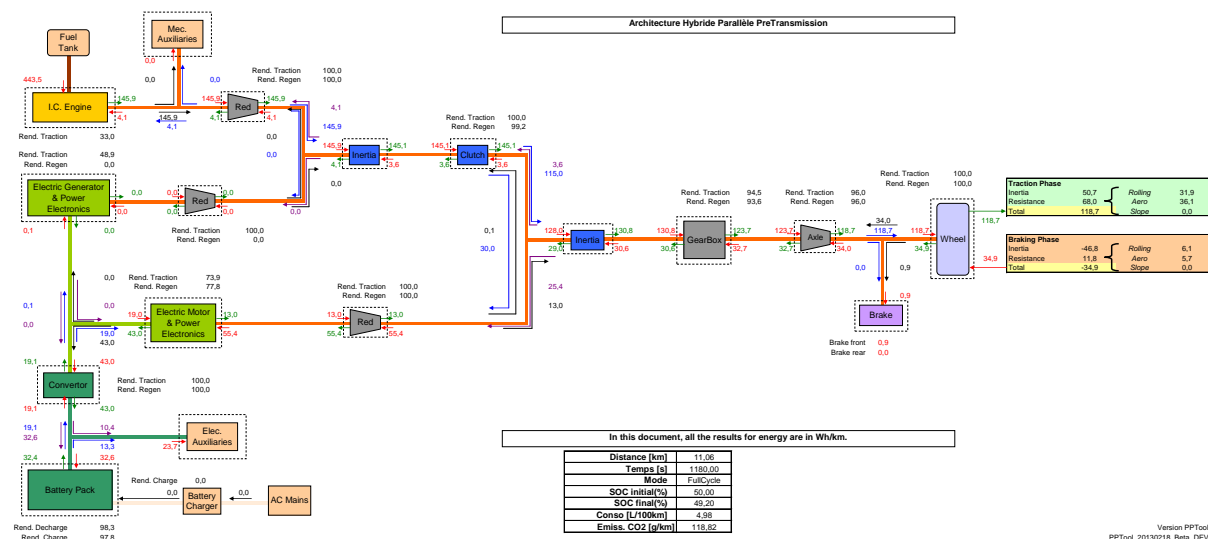 Architecture Hybride Parallèle PreTransmission
Fuel
Tank
Mec.
Auxiliaries
443,5
0,0
0,0
0,0
Rend. Traction 100,0
Rend. Regen 100,0
I.C. Engine
145,9
4,1
145,9
4,1
145,9
4,1
Red
145,9
4,1
4,1
145,9
Rend. Traction 33,0
0,0
0,0
0,0
Rend. Traction 48,9
Rend. Regen 0,0
Electric Generator
& Power
Electronics
0,0
0,0
0,0
0,0
Red
0,0
0,0
0,0
0,1
0,0
Rend. Traction 100,0
Rend. Regen 0,0
145,9
4,1
Inertia
145,1
3,6
Rend. Traction 100,0
Rend. Regen 99,2
145,1
3,6
Clutch
145,1
3,6
3,6
115,0
0,1
30,0
25,4
13,0
128,0
29,0
Inertia
130,8
30,6
Rend. Traction 94,5
Rend. Regen 93,6
130,8
30,6
GearBox
123,7
32,7
Rend. Traction 96,0
Rend. Regen 96,0
123,7
32,7
Axle
118,7
34,0
34,0
118,7
0,0
0,9
0,9
Brake
Brake front 0,9
Brake rear 0,0
Rend. Traction 100,0
Rend. Regen 100,0
118,7
34,9
Wheel
118,7
34,9
Traction Phase
Inertia 50,7 Rolling 31,9
Resistance 68,0 Aero 36,1
Total 118,7 Slope 0,0
Braking Phase
Inertia -46,8 Rolling 6,1
Resistance 11,8 Aero 5,7
Total -34,9 Slope 0,0
0,0
0,0
0,1
0,0
Rend. Traction 73,9
Rend. Regen 77,8
19,0
43,0
Electric Motor
& Power
Electronics
13,0
55,4
19,0
43,0
Rend. Traction 100,0
Rend. Regen 100,0
13,0
55,4
Red
13,0
55,4
19,1
43,0
Convertor
Rend. Traction 100,0
Rend. Regen 100,0
19,1
43,0
19,1
32,6
10,4
13,3
23,7
Elec.
Auxiliaries
32,4
32,6
Battery Pack
Rend. Charge 0,0
0,0
Battery
Charger
0,0
AC Mains
Rend. Decharge 98,3
Rend. Charge 97,8
In this document, all the results for energy are in Wh/km.
Distance [km] 11,06
Temps [s] 1180,00
Mode FullCycle
SOC initial(%) 50,00
SOC final(%) 49,20
Conso [L/100km] 4,98
Emiss. CO2 [g/km] 118,82
Version PPTool
PPTool_20130218_Beta_DEV